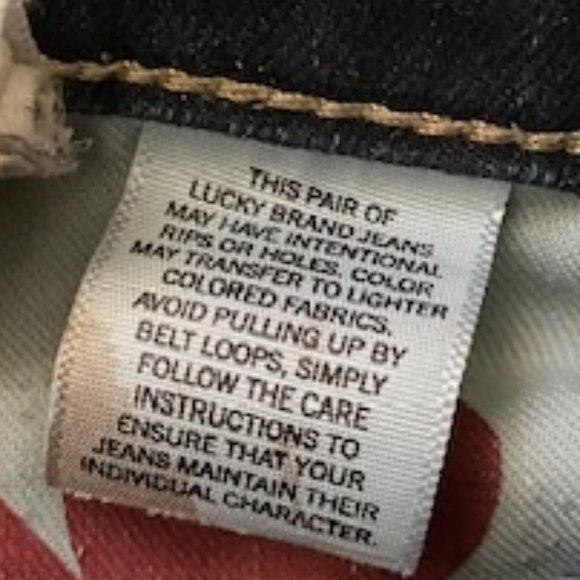 THIS PAIR OF
LUCKY BRAND JEANS
MAY HAVE INTENTIONAL
RIPS OR HOLES. COLOR
MAY TRANSFER TO LIGHTER
COLORED FABRICS.
AVOID PULLING UP BY
BELT LOOPS, SIMPLY
FOLLOW THE CARE
INSTRUCTIONS TO
ENSURE THAT YOUR
JEANS MAINTAIN THEIR
INDIVIDUAL CHARACTER.